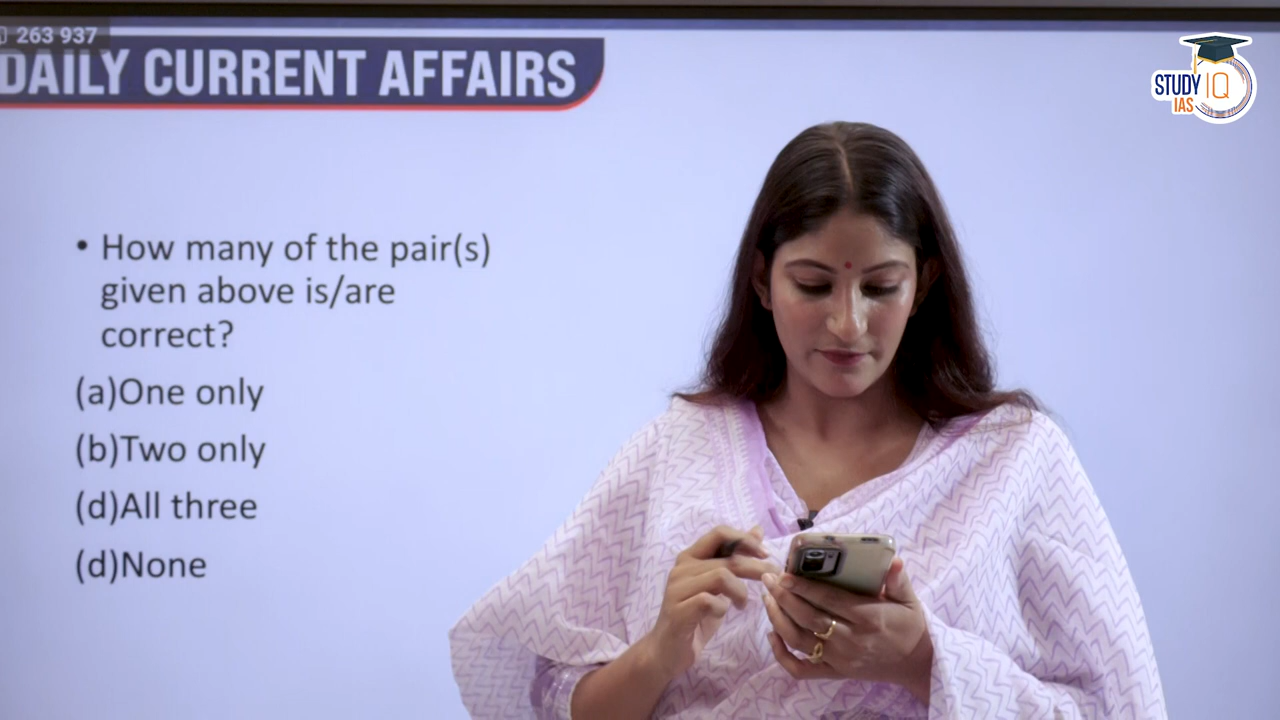 263 937
DAILY CURRENT AFFAIRS
STUDY IQ
IAS
• How many of the pair(s)
given above is/are
correct?
(a)One only
(b)Two only
(d)All three
(d)None